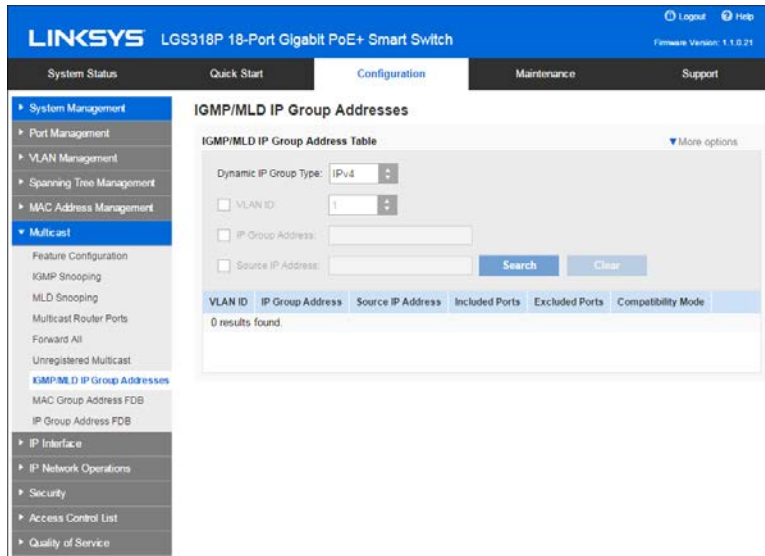 Logout Help
LINKSYS LGS318P 18-Port Gigabit PoE+ Smart Switch
Firmware Version: 1.1.0.21
System Status Quick Start Configuration Maintenance Support
System Management
Port Management
VLAN Management
Spanning Tree Management
MAC Address Management
Multicast
Feature Configuration
IGMP Snooping
MLD Snooping
Multicast Router Ports
Forward All
Unregistered Multicast
IGMP/MLD IP Group Addresses
MAC Group Address FDB
IP Group Address FDB
IP Interface
IP Network Operations
Security
Access Control List
Quality of Service
IGMP/MLD IP Group Addresses
IGMP/MLD IP Group Address Table More options
Dynamic IP Group Type: IPv4
VLAN ID: 1
IP Group Address:
Source IP Address: Search Clear
VLAN ID IP Group Address Source IP Address Included Ports Excluded Ports Compatibility Mode
0 results found.